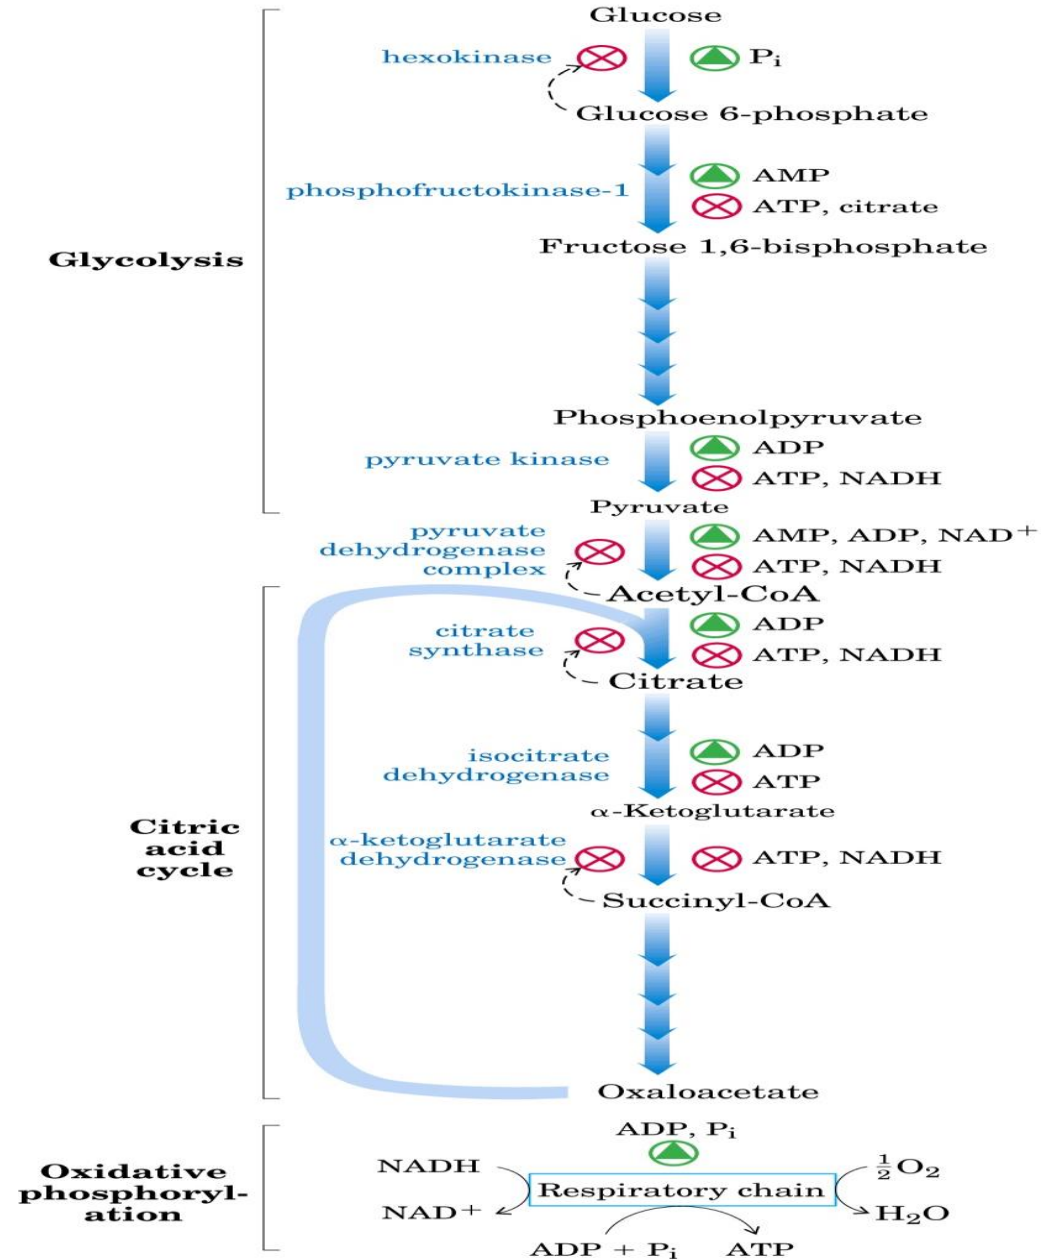 Glucose
hexokinase
Pᵢ
Glucose 6-phosphate
AMP
phosphofructokinase-1
ATP, citrate
Fructose 1,6-bisphosphate
Glycolysis
Phosphoenolpyruvate
ADP
pyruvate kinase
ATP, NADH
Pyruvate
pyruvate
dehydrogenase
complex
AMP, ADP, NAD⁺
ATP, NADH
Acetyl-CoA
citrate
synthase
ADP
ATP, NADH
Citrate
isocitrate
dehydrogenase
ADP
ATP
α-Ketoglutarate
Citric
acid
cycle
α-ketoglutarate
dehydrogenase
ATP, NADH
Succinyl-CoA
Oxaloacetate
ADP, Pᵢ
Oxidative
phosphoryl-
ation
NADH
½O₂
Respiratory chain
NAD⁺
H₂O
ADP + Pᵢ
ATP